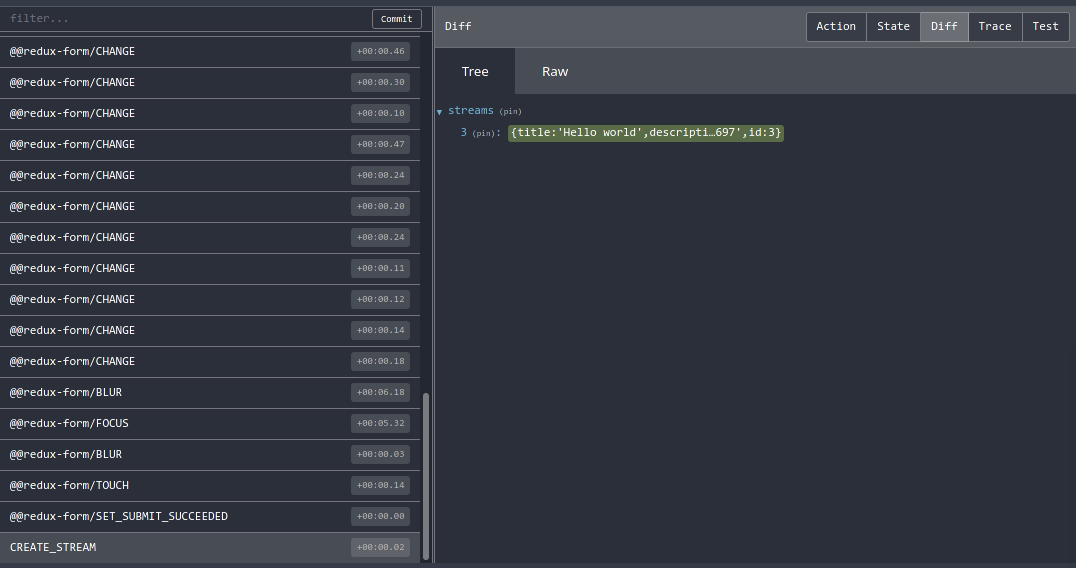 filter...
Commit
@@redux-form/CHANGE +00:00.46
@@redux-form/CHANGE +00:00.30
@@redux-form/CHANGE +00:00.10
@@redux-form/CHANGE +00:00.47
@@redux-form/CHANGE +00:00.24
@@redux-form/CHANGE +00:00.20
@@redux-form/CHANGE +00:00.24
@@redux-form/CHANGE +00:00.11
@@redux-form/CHANGE +00:00.12
@@redux-form/CHANGE +00:00.14
@@redux-form/CHANGE +00:00.18
@@redux-form/BLUR +00:06.18
@@redux-form/FOCUS +00:05.32
@@redux-form/BLUR +00:00.03
@@redux-form/TOUCH +00:00.14
@@redux-form/SET_SUBMIT_SUCCEEDED +00:00.00
CREATE_STREAM +00:00.02
Diff
Action State Diff Trace Test
Tree Raw
streams (pin)
3 (pin): {title:'Hello world',descripti…697',id:3}